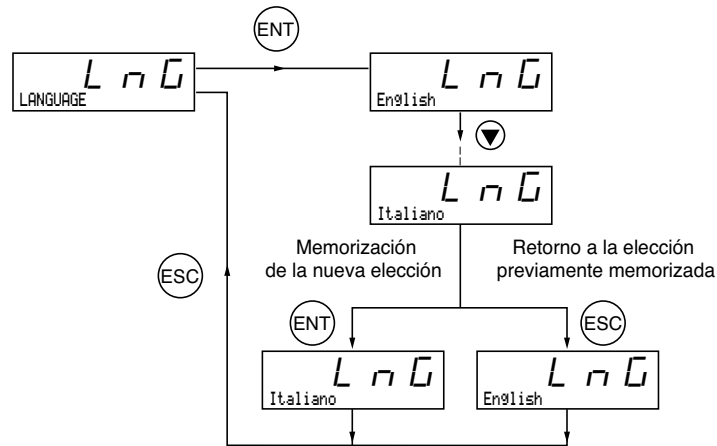 ENT
LnG
LANGUAGE
LnG
English
LnG
Italiano
Memorización
de la nueva elección
Retorno a la elección
previamente memorizada
ESC
ENT
ESC
LnG
Italiano
LnG
English